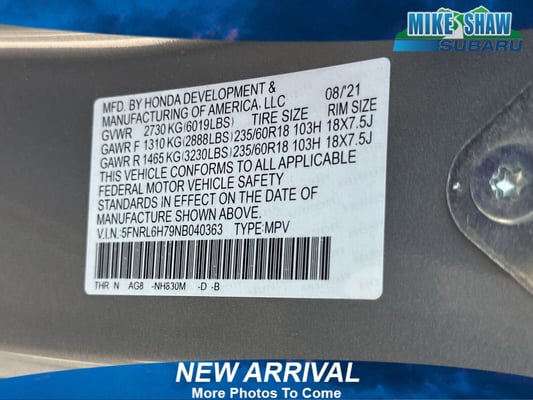 MIKE SHAW
SUBARU
MFD. BY HONDA DEVELOPMENT & 08/'21
MANUFACTURING OF AMERICA, LLC
GVWR 2730 KG(6019LBS) TIRE SIZE RIM SIZE
GAWR F 1310 KG(2888LBS) 235/60R18 103H 18X7.5J
GAWR R 1465 KG(3230LBS) 235/60R18 103H 18X7.5J
THIS VEHICLE CONFORMS TO ALL APPLICABLE
FEDERAL MOTOR VEHICLE SAFETY
STANDARDS IN EFFECT ON THE DATE OF
MANUFACTURE SHOWN ABOVE.
V.I.N.:5FNRL6H79NB040363 TYPE:MPV
THR N AG8 -NH830M -D -B
NEW ARRIVAL
More Photos To Come